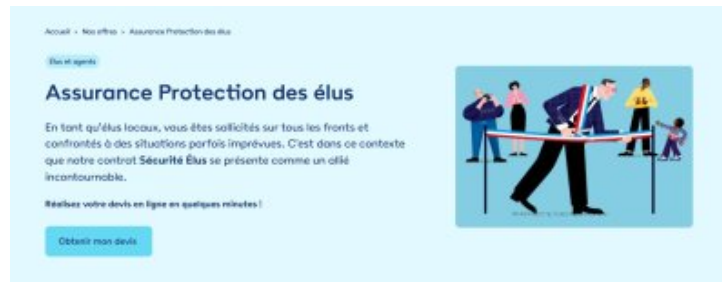 Accueil > Nos offres > Assurance Protection des élus
Élus et agents
Assurance Protection des élus
En tant qu'élus locaux, vous êtes sollicités sur tous les fronts et
confrontés à des situations parfois imprévues. C'est dans ce contexte
que notre contrat Sécurité Élus se présente comme un allié
incontournable.
Réalisez votre devis en ligne en quelques minutes !
Obtenir mon devis